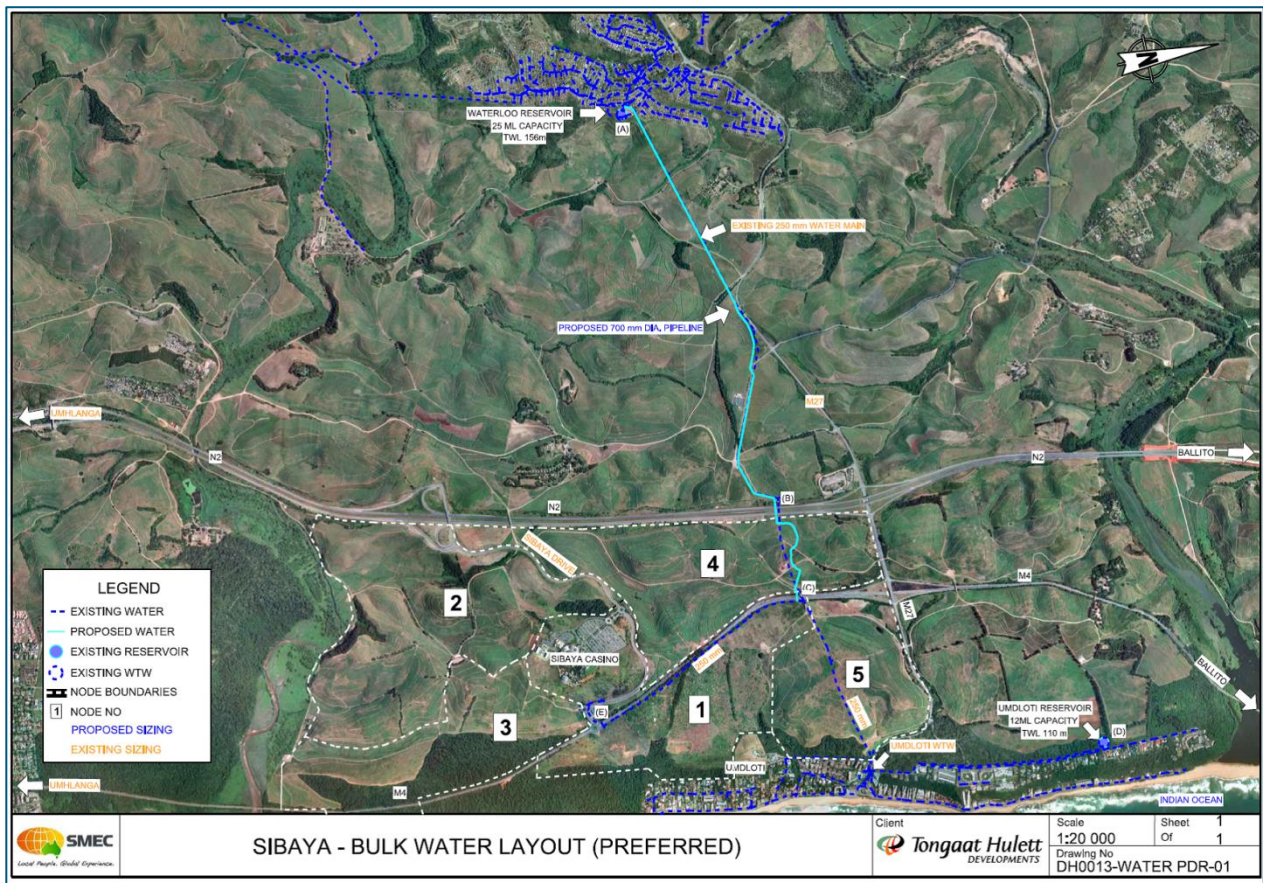 N
WATERLOO RESERVOIR
25 ML CAPACITY
TWL 156m
(A)
EXISTING 250 mm WATER MAIN
PROPOSED 700 mm DIA, PIPELINE
M27
UMHLANGA
N2
BALLITO
N2
N2
(B)
SIBAYA DRIVE
4
(C)
M4
M27
2
SIBAYA CASINO
250 mm
BALLITO
5
1
3
(E)
250 mm
UMDLOTI RESERVOIR
12ML CAPACITY
TWL 110 m
(D)
UMDLOTI WTW
UMDLOTI
UMHLANGA
M4
INDIAN OCEAN
LEGEND
EXISTING WATER
PROPOSED WATER
EXISTING RESERVOIR
EXISTING WTW
NODE BOUNDARIES
1 NODE NO
PROPOSED SIZING
EXISTING SIZING
SMEC
Local People. Global Experience.
SIBAYA - BULK WATER LAYOUT (PREFERRED)
Client
Tongaat Hulett
DEVELOPMENTS
Scale
1:20 000
Sheet 1
Of 1
Drawing No
DH0013-WATER PDR-01